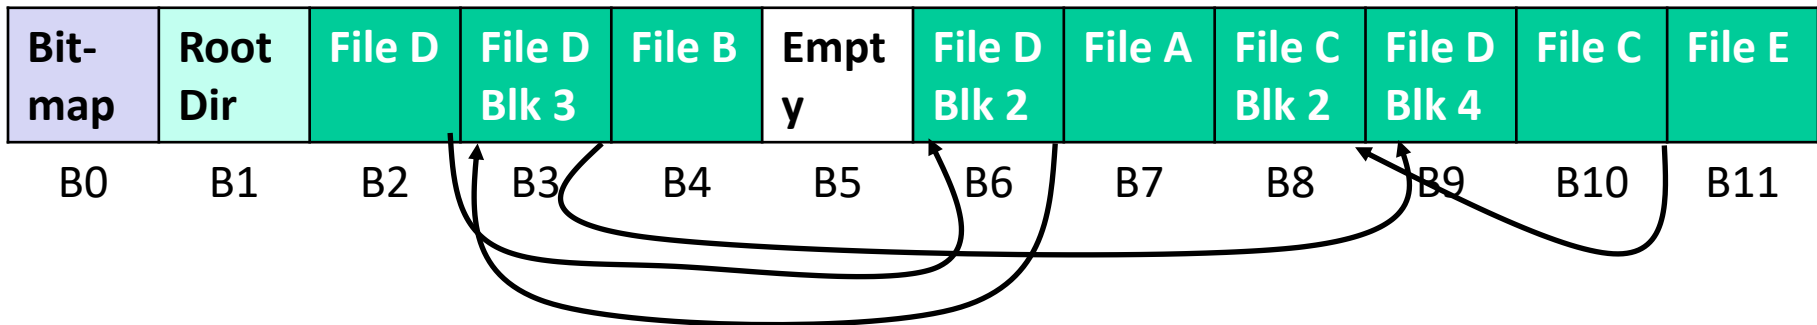 Bit-
map
Root
Dir
File D
File D
Blk 3
File B
Empt
y
File D
Blk 2
File A
File C
Blk 2
File D
Blk 4
File C
File E
B0 B1 B2 B3 B4 B5 B6 B7 B8 B9 B10 B11